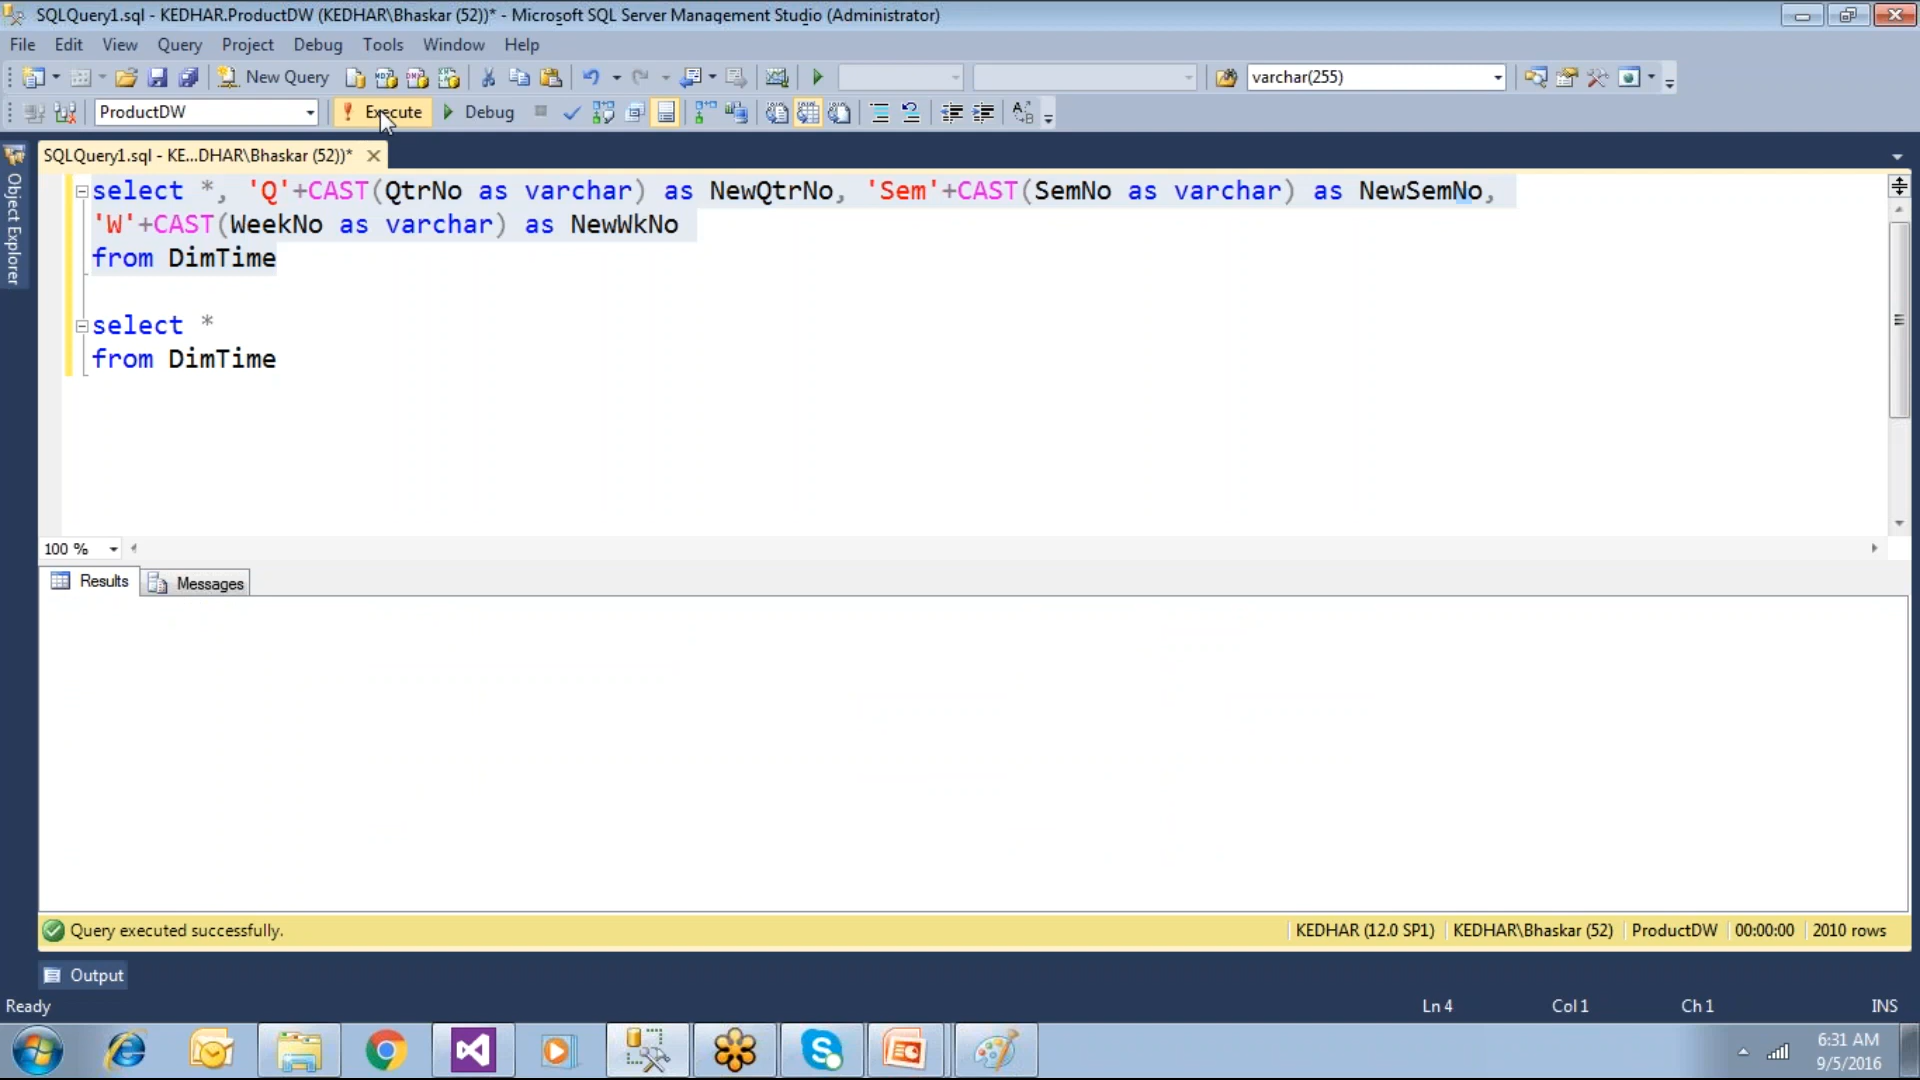 SQLQuery1.sql - KEDHAR.ProductDW (KEDHAR\Bhaskar (52))* - Microsoft SQL Server Management Studio (Administrator)
File Edit View Query Project Debug Tools Window Help
New Query varchar(255)
ProductDW Execute Debug
SQLQuery1.sql - KE...DHAR\Bhaskar (52))*
Object Explorer
select *, 'Q'+CAST(QtrNo as varchar) as NewQtrNo, 'Sem'+CAST(SemNo as varchar) as NewSemNo,
'W'+CAST(WeekNo as varchar) as NewWkNo
from DimTime
select *
from DimTime
100 %
Results Messages
Query executed successfully. KEDHAR (12.0 SP1) KEDHAR\Bhaskar (52) ProductDW 00:00:00 2010 rows
Output
Ready Ln 4 Col 1 Ch 1 INS
6:31 AM
9/5/2016